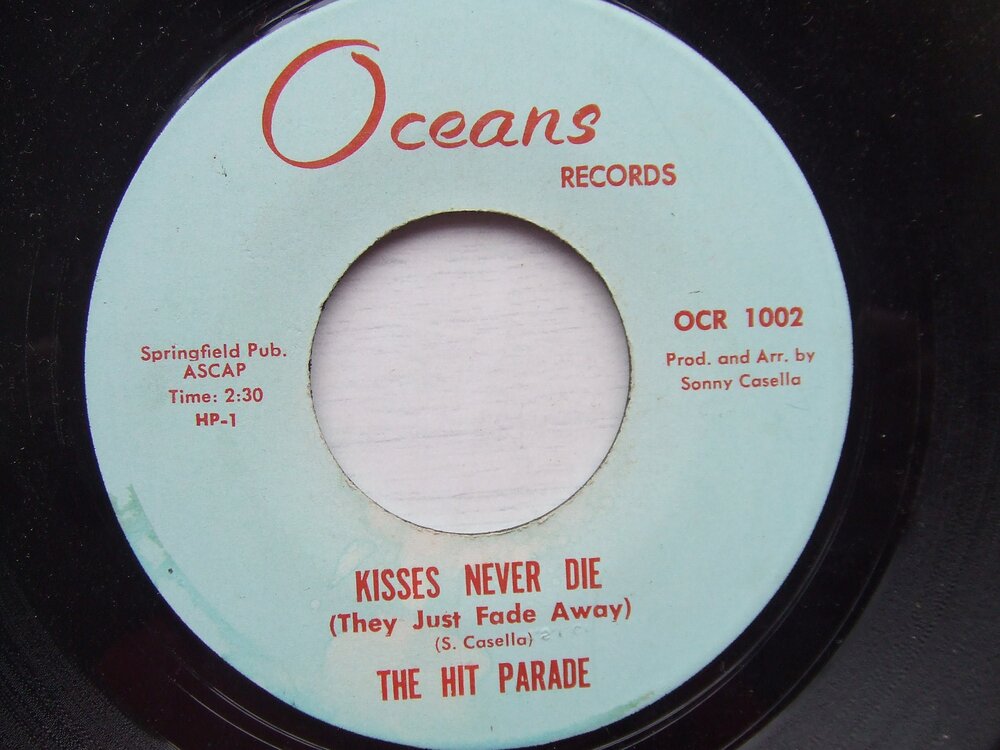 Oceans
RECORDS
OCR 1002
Prod. and Arr. by
Sonny Casella
Springfield Pub.
ASCAP
Time: 2:30
HP-1
KISSES NEVER DIE
(They Just Fade Away)
(S. Casella)
THE HIT PARADE